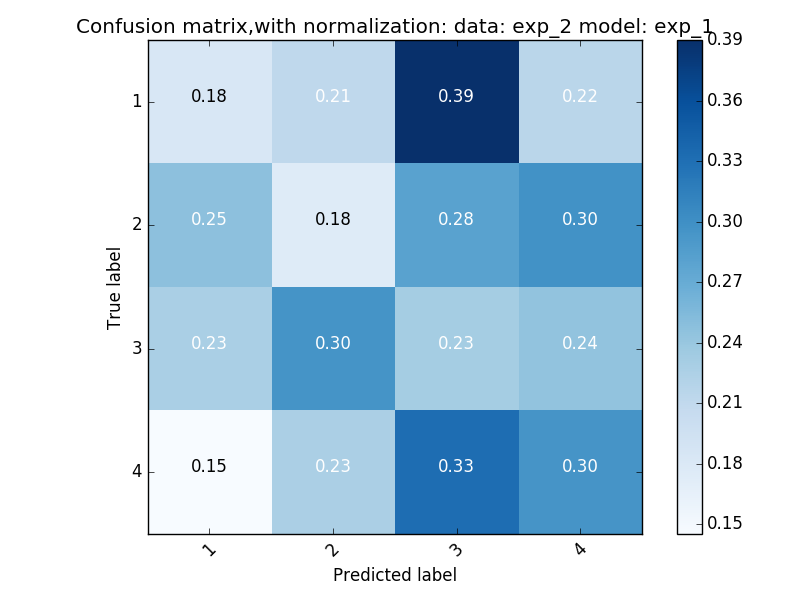 Confusion matrix,with normalization: data: exp_2 model: exp_1
True label
1 0.18 0.21 0.39 0.22
2 0.25 0.18 0.28 0.30
3 0.23 0.30 0.23 0.24
4 0.15 0.23 0.33 0.30
1 2 3 4
Predicted label
0.39
0.36
0.33
0.30
0.27
0.24
0.21
0.18
0.15